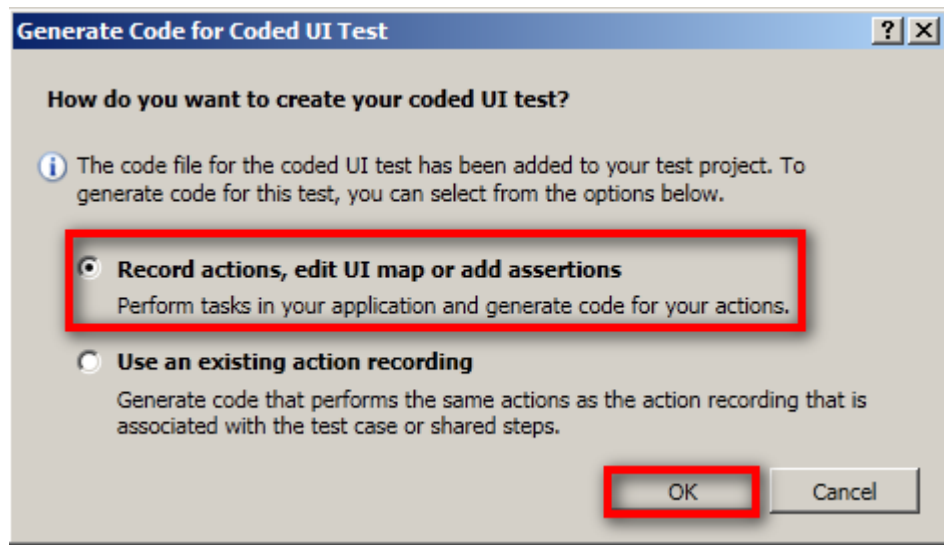 Generate Code for Coded UI Test
How do you want to create your coded UI test?
The code file for the coded UI test has been added to your test project. To
generate code for this test, you can select from the options below.
Record actions, edit UI map or add assertions
Perform tasks in your application and generate code for your actions.
Use an existing action recording
Generate code that performs the same actions as the action recording that is
associated with the test case or shared steps.
OK Cancel